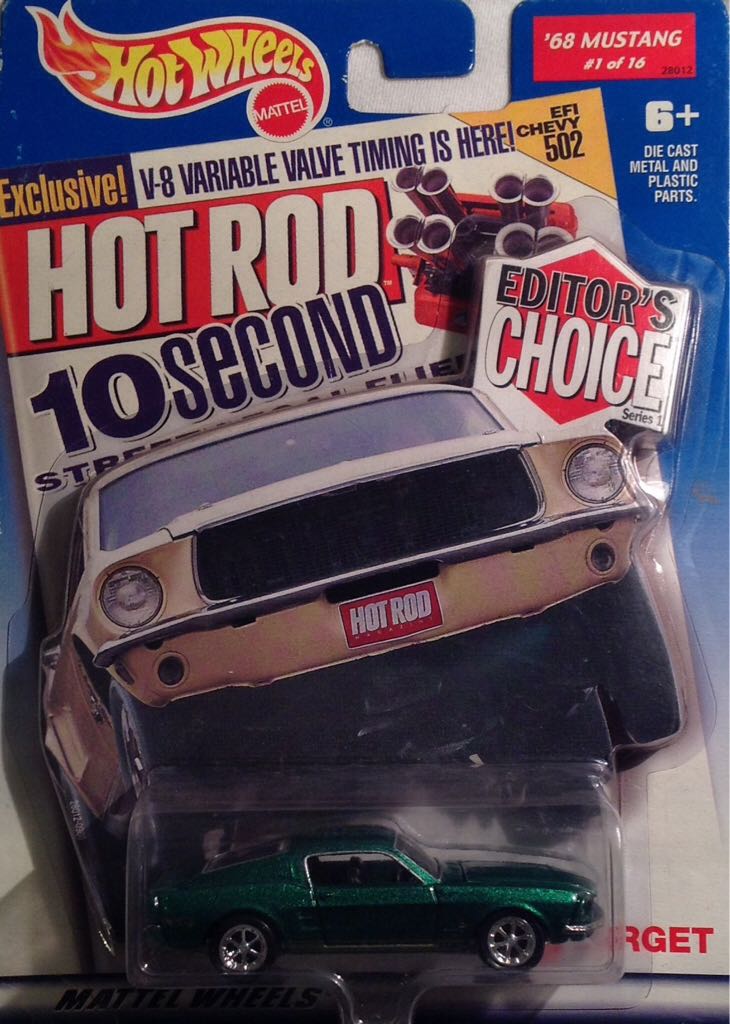 HOT WHEELS
MATTEL
®
'68 MUSTANG
#1 of 16
28012
6+
DIE CAST
METAL AND
PLASTIC
PARTS.
Exclusive!
V-8 VARIABLE VALVE TIMING IS HERE!
EFI
CHEVY
502
HOT ROD
TM
EDITOR'S
CHOICE
Series 1
10 SECOND
HOT ROD
MAGAZINE
RGET
MATTEL WHEELS